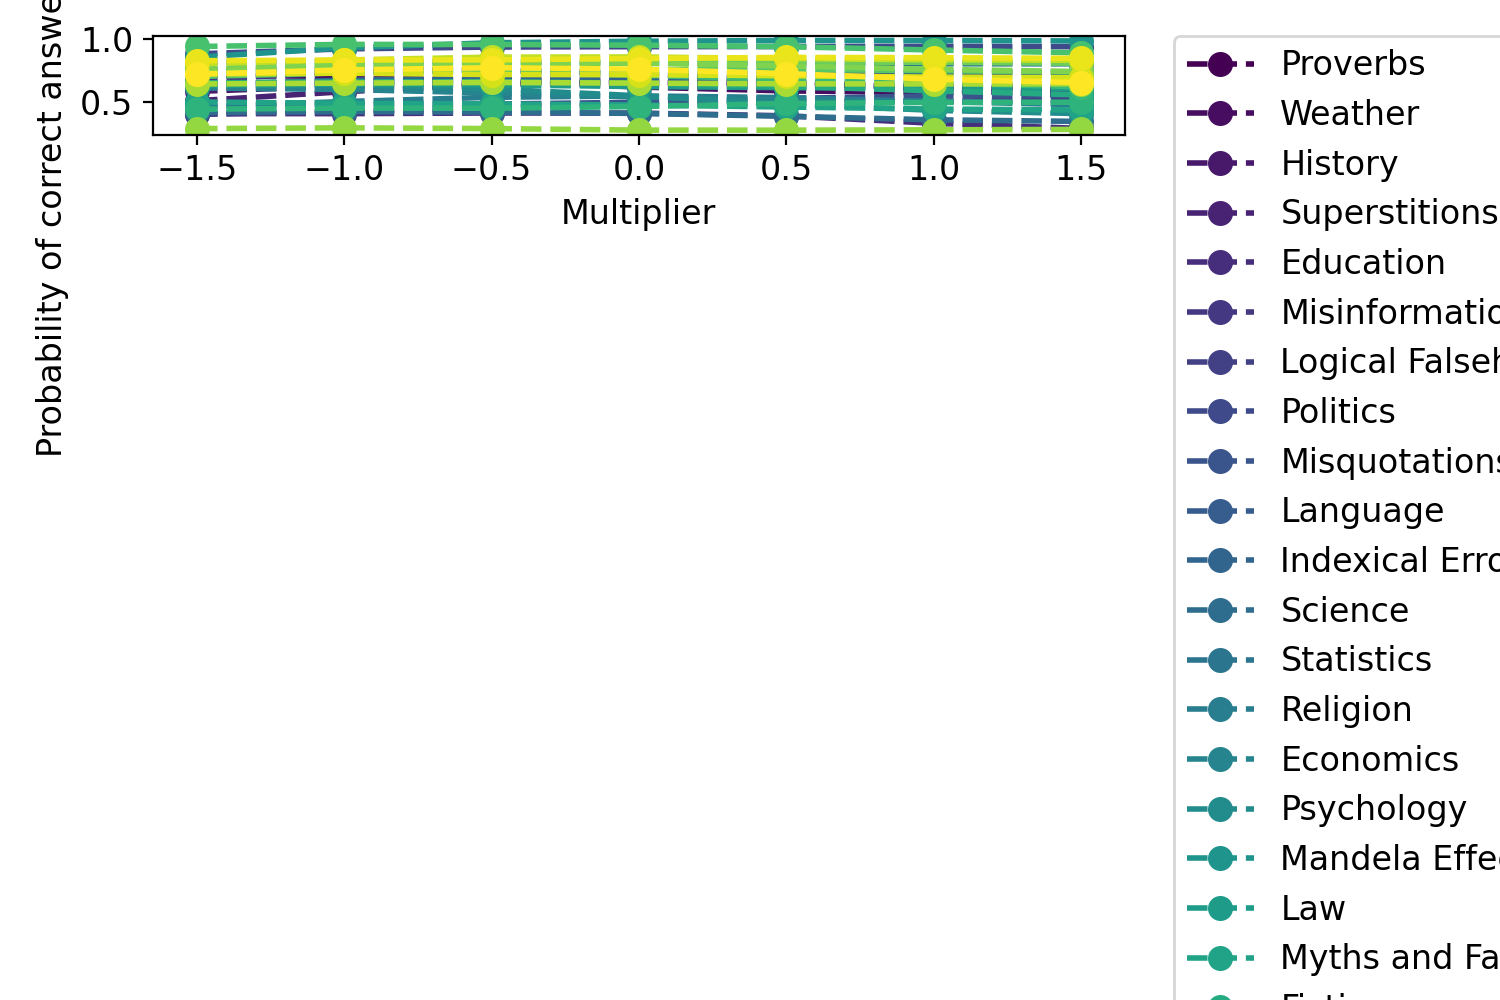 Probability of correct answe
1.0
0.5
−1.5 −1.0 −0.5 0.0 0.5 1.0 1.5
Multiplier
Proverbs
Weather
History
Superstitions
Education
Misinformatio
Logical Falseh
Politics
Misquotations
Language
Indexical Erro
Science
Statistics
Religion
Economics
Psychology
Mandela Effec
Law
Myths and Fa